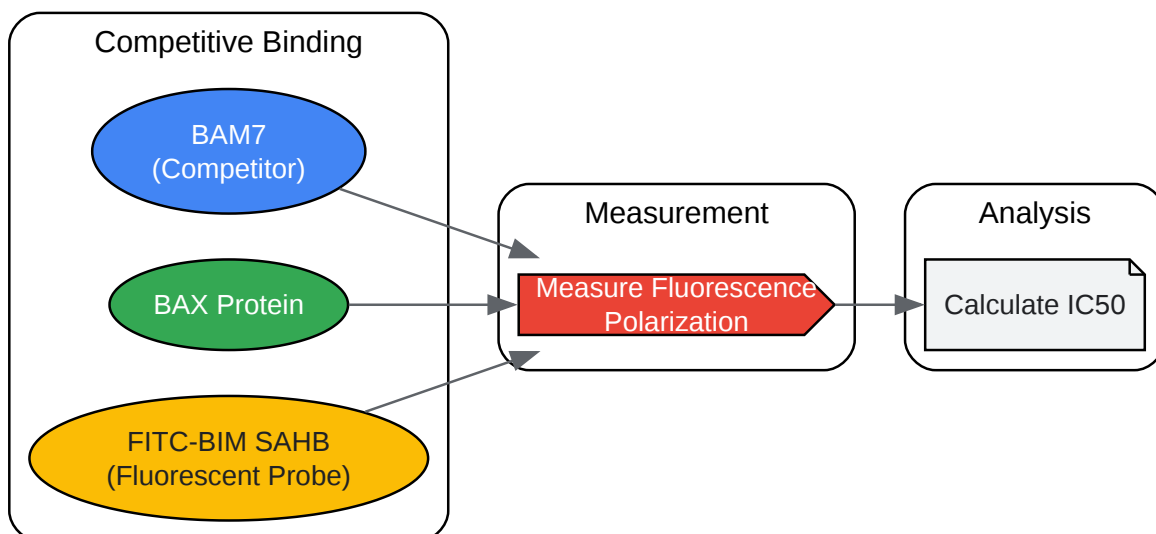 Competitive Binding
BAM7
(Competitor)
BAX Protein
FITC-BIM SAHB
(Fluorescent Probe)
Measurement
Measure Fluorescence
Polarization
Analysis
Calculate IC50